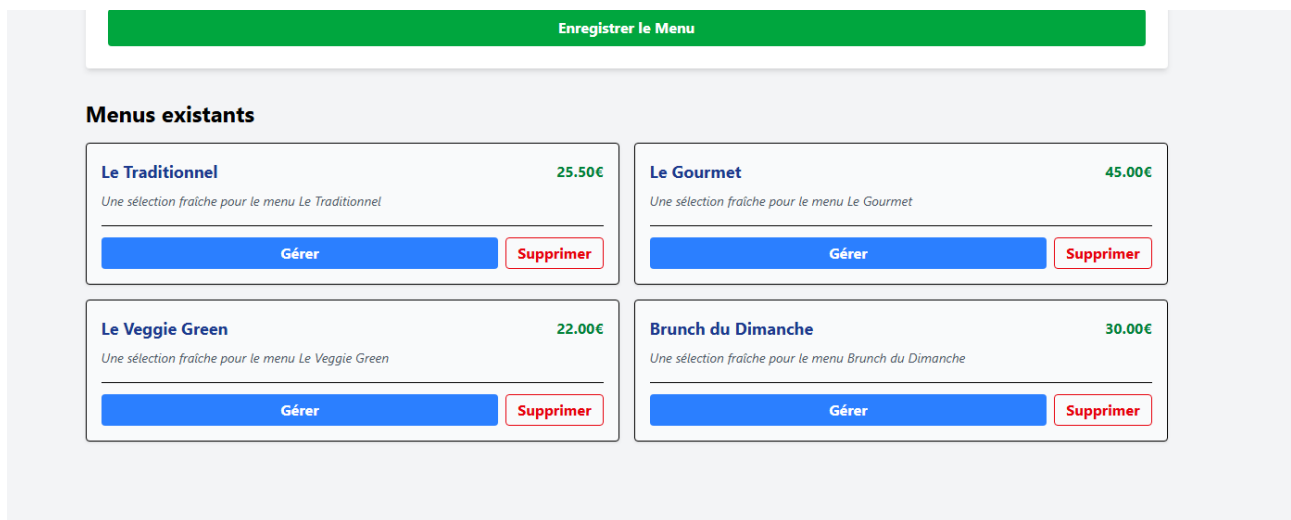 Enregistrer le Menu
Menus existants
Le Traditionnel 25.50€
Une sélection fraîche pour le menu Le Traditionnel
Gérer Supprimer
Le Gourmet 45.00€
Une sélection fraîche pour le menu Le Gourmet
Gérer Supprimer
Le Veggie Green 22.00€
Une sélection fraîche pour le menu Le Veggie Green
Gérer Supprimer
Brunch du Dimanche 30.00€
Une sélection fraîche pour le menu Brunch du Dimanche
Gérer Supprimer